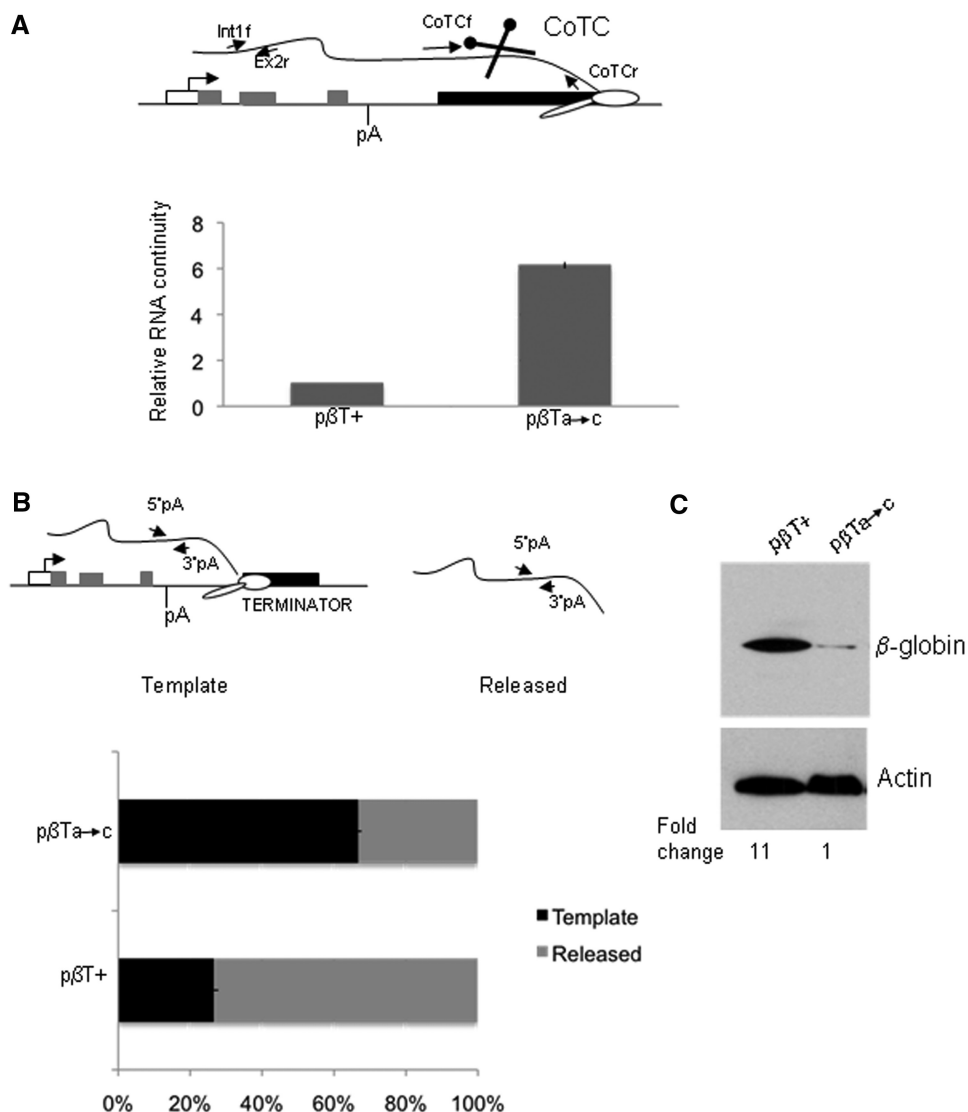 A
Int1f
Ex2r
CoTCf
CoTC
CoTCr
pA
Relative RNA continuity
8
6
4
2
0
pβT+
pβTa→c
B
5'pA
3'pA
pA
TERMINATOR
5'pA
3'pA
Template
Released
pβTa→c
pβT+
0% 20% 40% 60% 80% 100%
Template
Released
C
pβT+
pβTa→c
β-globin
Actin
Fold
change 11 1